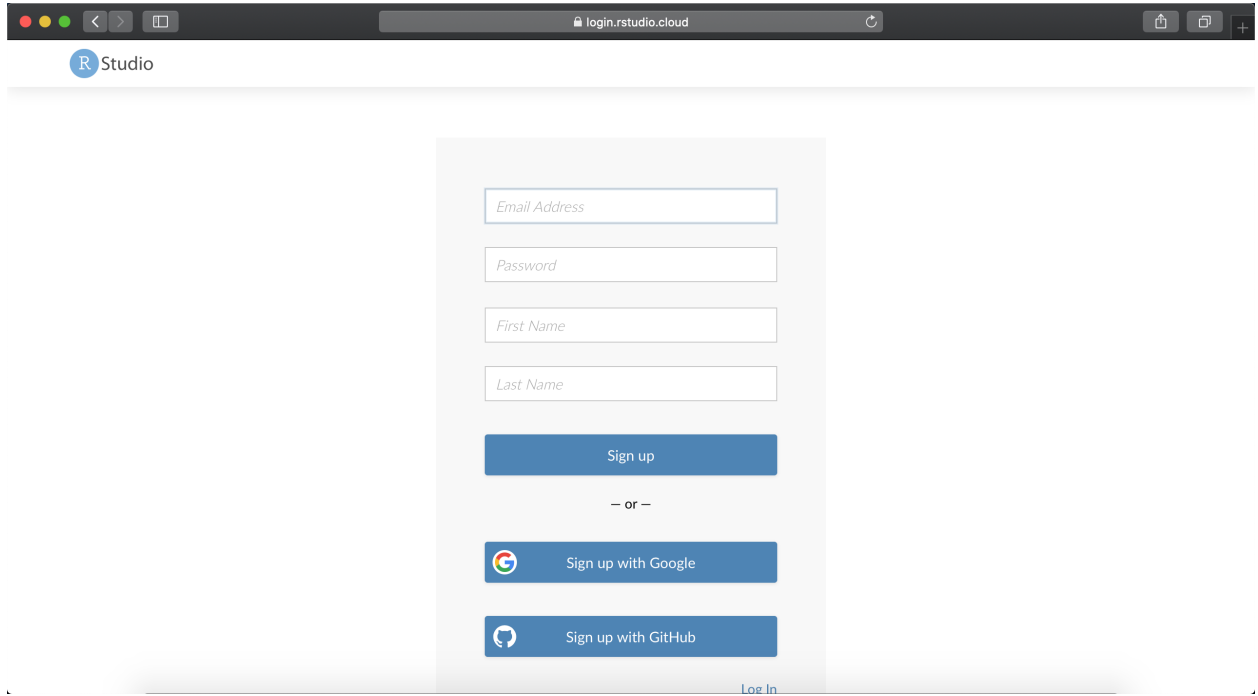 login.rstudio.cloud
R Studio
Email Address
Password
First Name
Last Name
Sign up
— or —
Sign up with Google
Sign up with GitHub
Log In